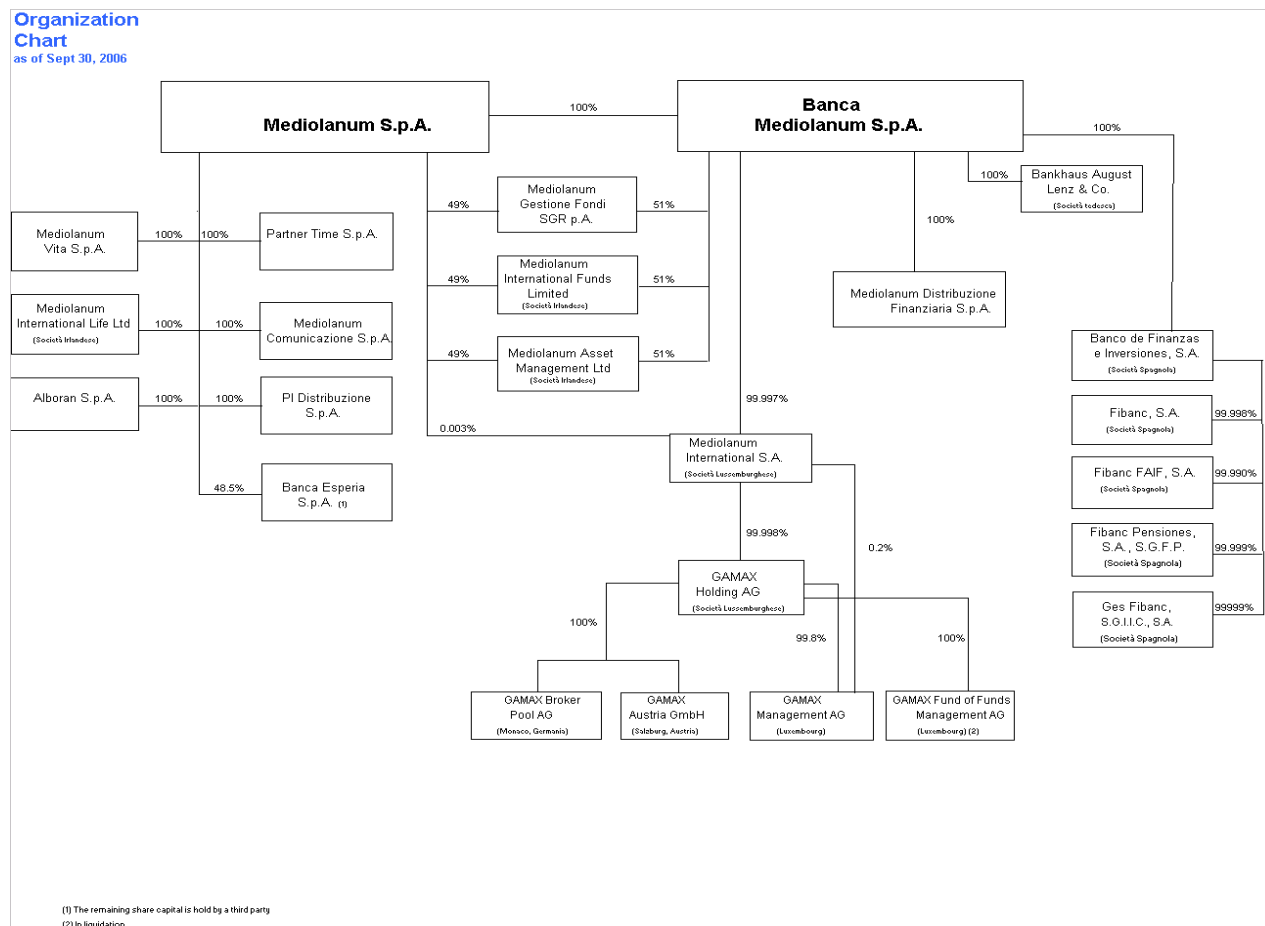 Organization
Chart
as of Sept 30, 2006
Mediolanum S.p.A.
100%
Banca
Mediolanum S.p.A.
100%
Mediolanum
Vita S.p.A.
100%
100%
Partner Time S.p.A.
Mediolanum
International Life Ltd
(Società Irlandese)
100%
100%
Mediolanum
Comunicazione S.p.A.
Alboran S.p.A.
100%
100%
PI Distribuzione
S.p.A.
48.5%
Banca Esperia
S.p.A. (1)
49%
Mediolanum
Gestione Fondi
SGR p.A.
51%
49%
Mediolanum
International Funds
Limited
(Società Irlandese)
51%
49%
Mediolanum Asset
Management Ltd
(Società Irlandese)
51%
0.003%
99.997%
Mediolanum
International S.A.
(Società Lussemburghese)
100%
Mediolanum Distribuzione
Finanziaria S.p.A.
100%
Bankhaus August
Lenz & Co.
(Società tedesca)
Banco de Finanzas
e Inversiones, S.A.
(Società Spagnola)
Fibanc, S.A.
(Società Spagnola)
99.998%
Fibanc FAIF, S.A.
(Società Spagnola)
99.990%
Fibanc Pensiones,
S.A., S.G.F.P.
(Società Spagnola)
99.999%
Ges Fibanc,
S.G.I.I.C., S.A.
(Società Spagnola)
99999%
99.998%
0.2%
GAMAX
Holding AG
(Società Lussemburghese)
100%
99.8%
100%
GAMAX Broker
Pool AG
(Monaco, Germania)
GAMAX
Austria GmbH
(Salzburg, Austria)
GAMAX
Management AG
(Luxembourg)
GAMAX Fund of Funds
Management AG
(Luxembourg) (2)
(1) The remaining share capital is hold by a third party
(2) In liquidation